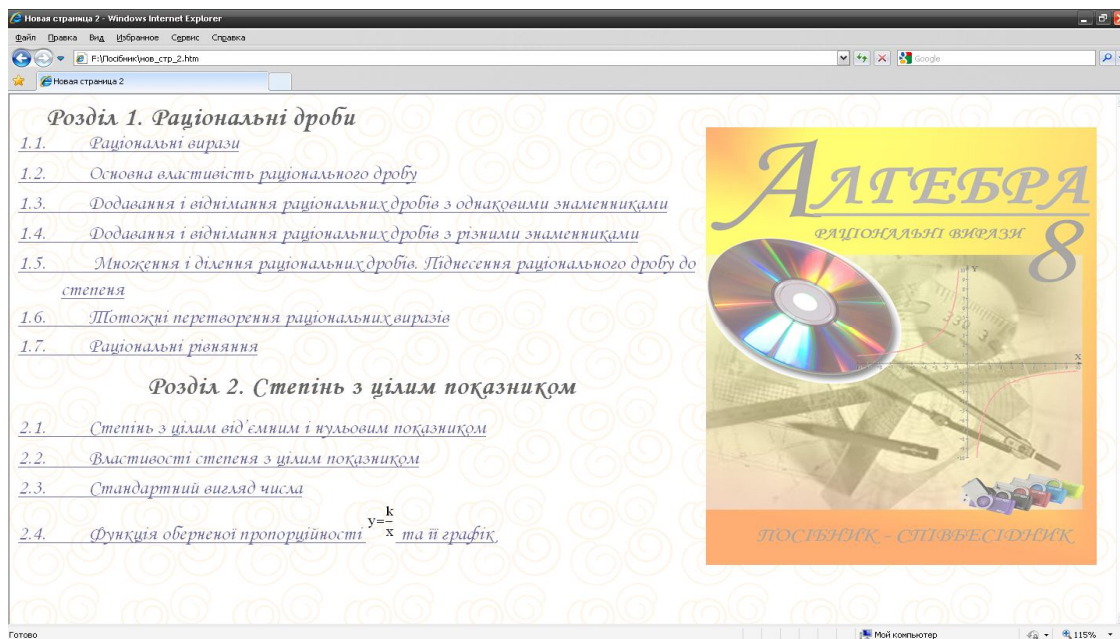 Новая страница 2 - Windows Internet Explorer
Файл Правка Вид Избранное Сервис Справка
F:\Посібник\нов_стр_2.htm
Google
Новая страница 2
Розділ 1. Раціональні дроби
1.1. Раціональні вирази
1.2. Основна властивість раціонального дробу
1.3. Додавання і віднімання раціональних дробів з однаковими знаменниками
1.4. Додавання і віднімання раціональних дробів з різними знаменниками
1.5. Множення і ділення раціональних дробів. Піднесення раціонального дробу до
степеня
1.6. Тотожні перетворення раціональних виразів
1.7. Раціональні рівняння
Розділ 2. Степінь з цілим показником
2.1. Степінь з цілим від'ємним і нульовим показником
2.2. Властивості степеня з цілим показником
2.3. Стандартний вигляд числа
2.4. Функція оберненої пропорційності y=k/x та її графік
АЛГЕБРА
РАЦІОНАЛЬНІ ВИРАЗИ
8
Y
X
330
ПОСІБНИК - СПІВБЕСІДНИК
Готово
Мой компьютер
115%